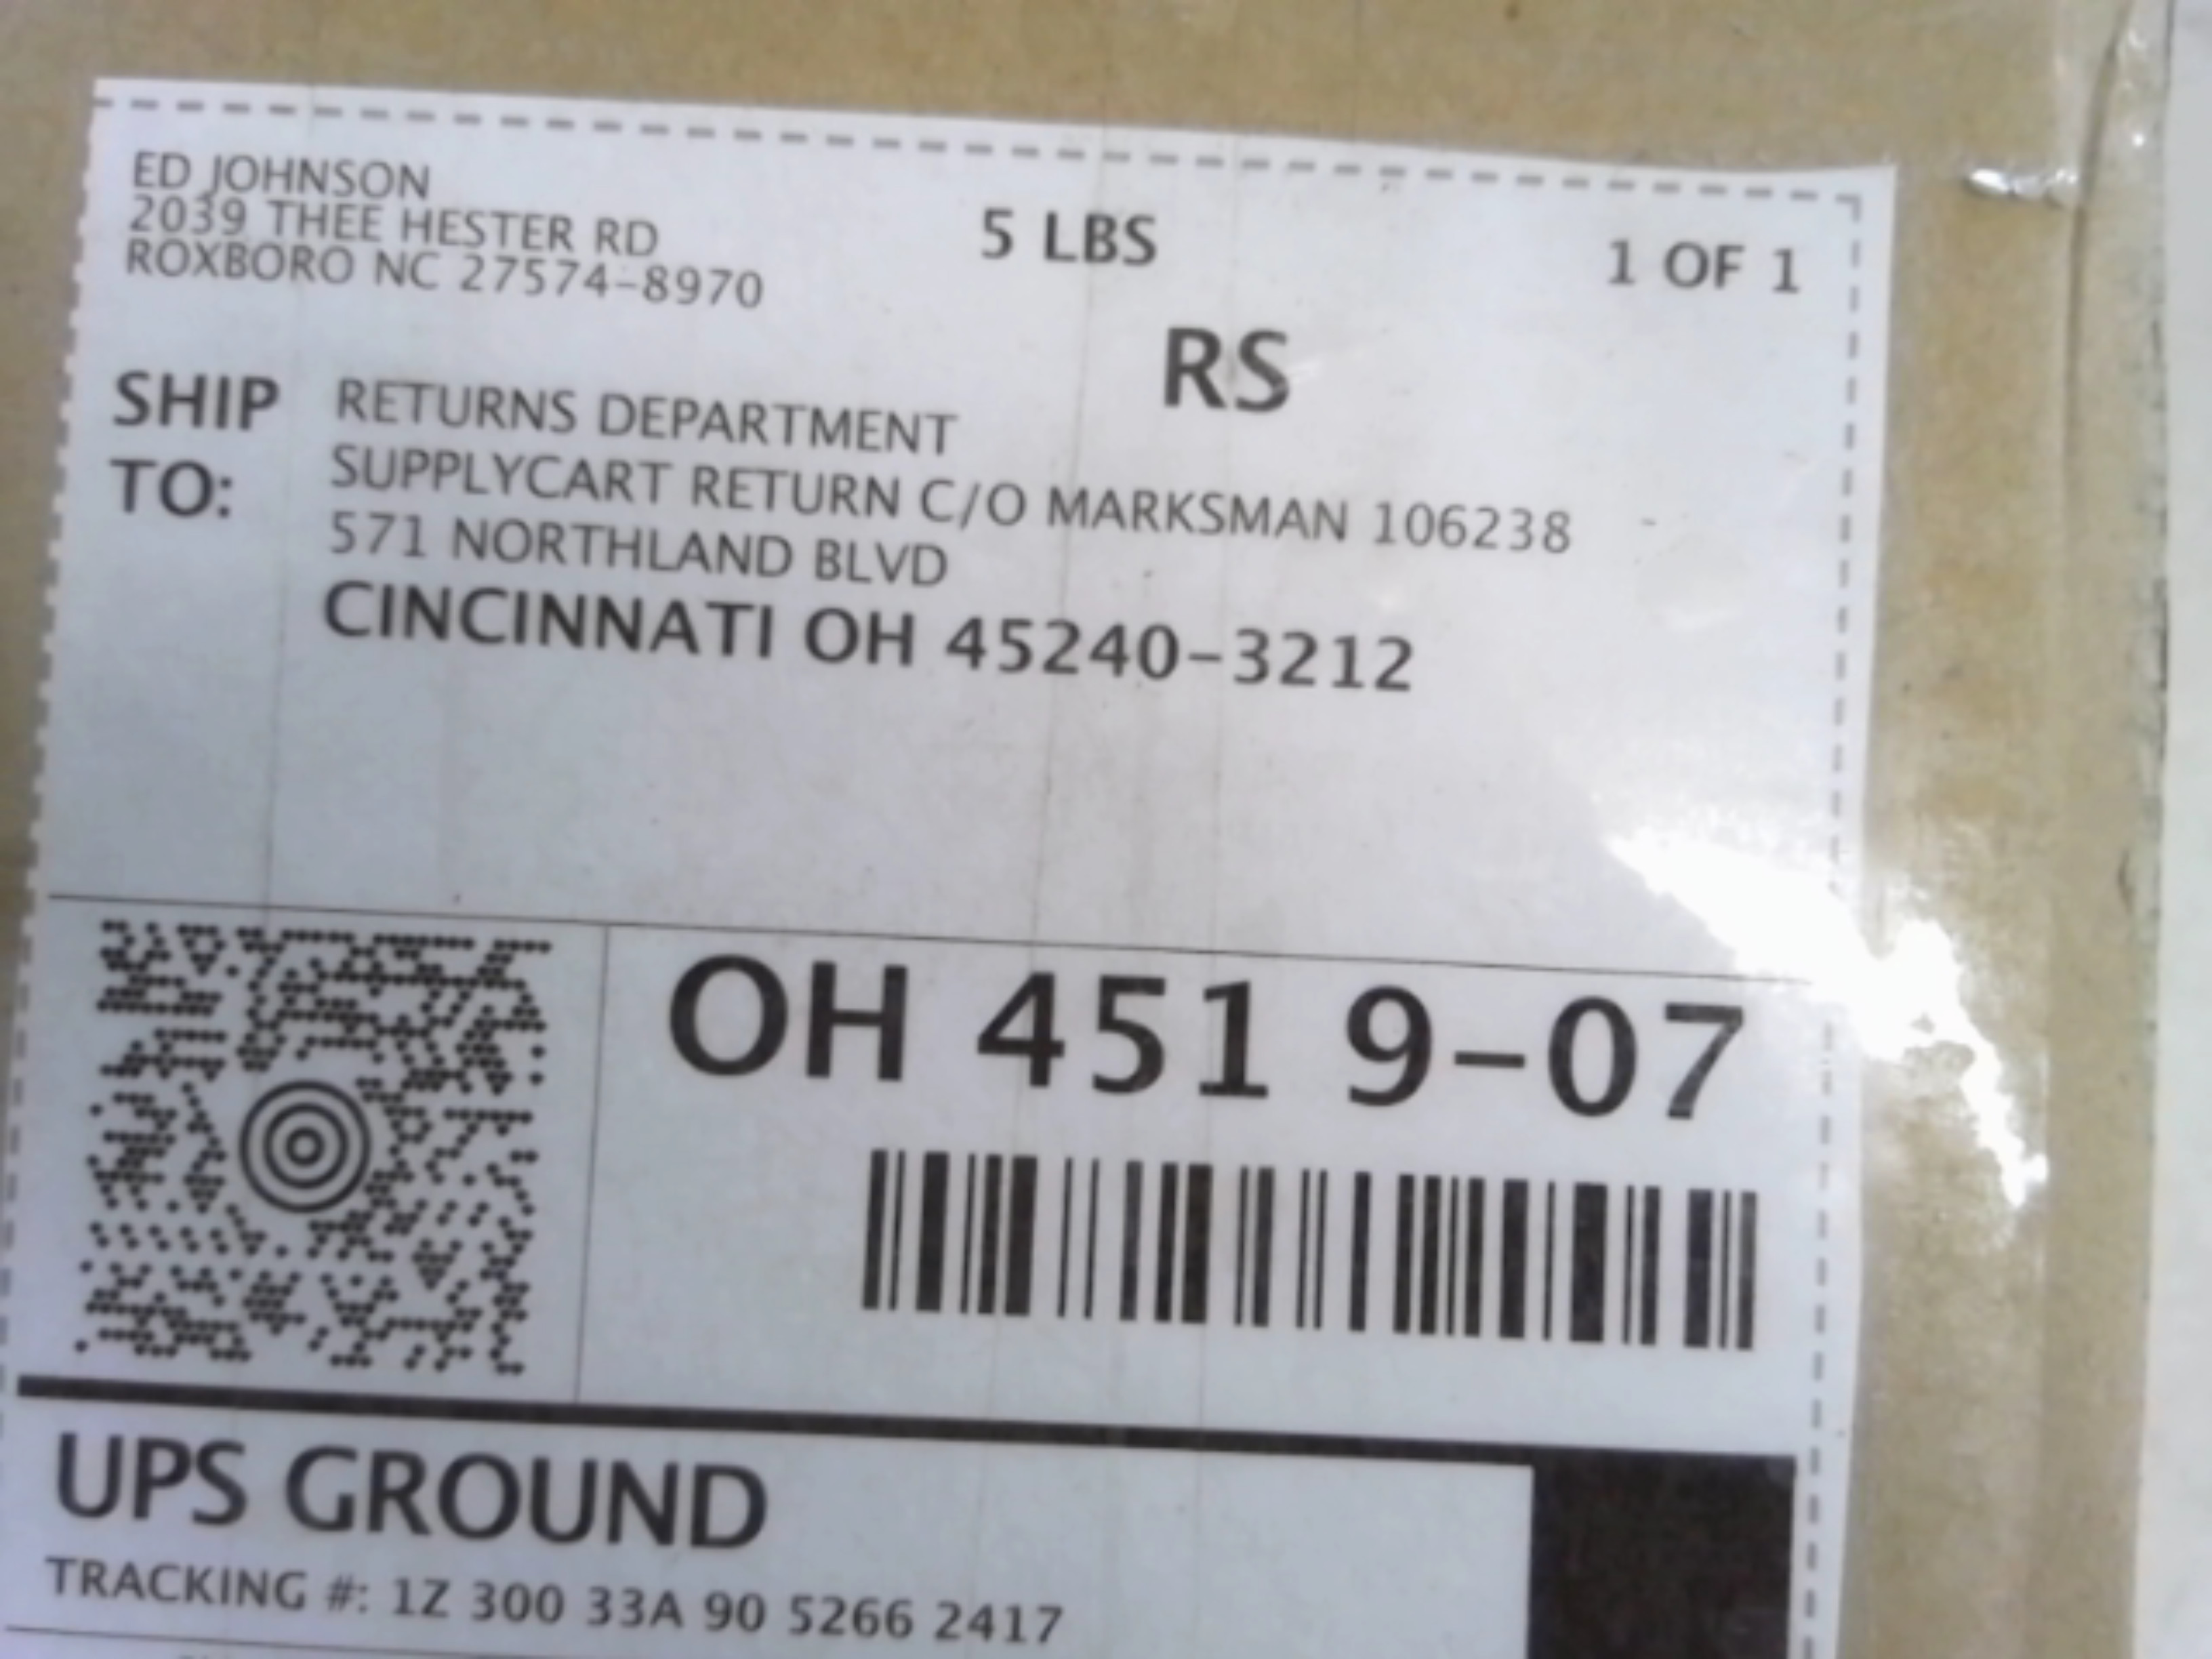 ED JOHNSON
2039 THEE HESTER RD
ROXBORO NC 27574-8970
5 LBS
1 OF 1
RS
SHIP TO:
RETURNS DEPARTMENT
SUPPLYCART RETURN C/O MARKSMAN 106238
571 NORTHLAND BLVD
CINCINNATI OH 45240-3212
OH 451 9-07
UPS GROUND
TRACKING #: 1Z 300 33A 90 5266 2417